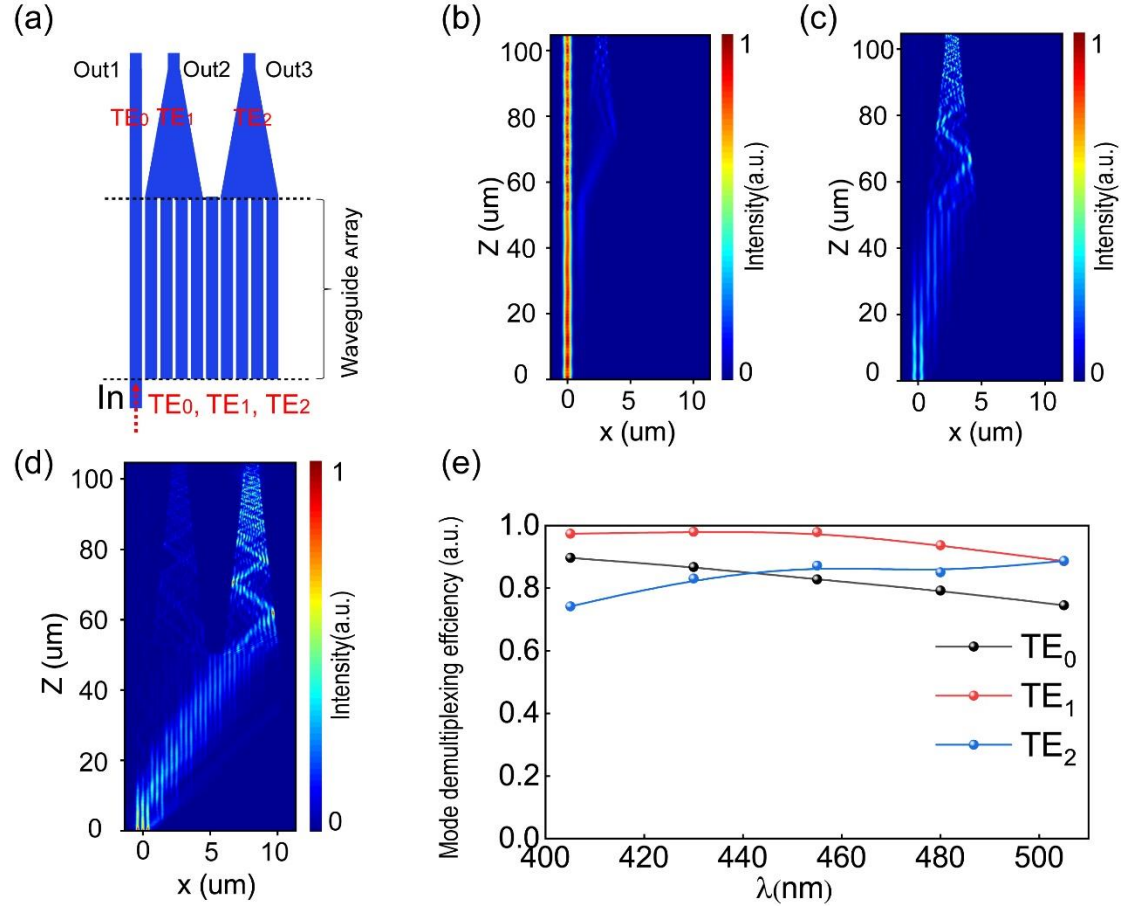 (a)
Out1
Out2
Out3
TE₀
TE₁
TE₂
Waveguide Array
In
TE₀, TE₁, TE₂
(b)
100
80
60
40
20
0
Z (um)
0
5
10
x (um)
1
0
Intensity(a.u.)
(c)
100
80
60
40
20
0
Z (um)
0
5
10
x (um)
1
0
Intensity(a.u.)
(d)
100
80
60
40
20
0
Z (um)
0
5
10
x (um)
1
0
Intensity(a.u.)
(e)
1.0
0.8
0.6
0.4
0.2
0.0
Mode demultiplexing effciency (a.u.)
400
420
440
460
480
500
λ(nm)
TE₀
TE₁
TE₂